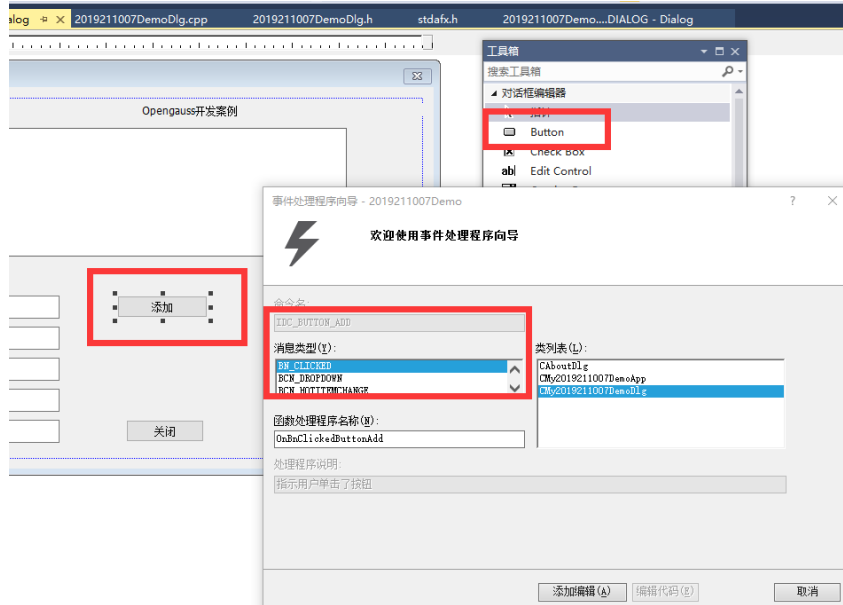 alog
2019211007DemoDlg.cpp
2019211007DemoDlg.h
stdafx.h
2019211007Demo....DIALOG - Dialog
工具箱
搜索工具箱
对话框编辑器
指针
Button
Check Box
ab| Edit Control
Opengauss开发案例
添加
关闭
事件处理程序向导 - 2019211007Demo
欢迎使用事件处理程序向导
命令名:
IDC_BUTTON_ADD
消息类型(Y):
BN_CLICKED
BCN_DROPDOWN
BCN_HOTITEMCHANGE
类列表(L):
CAboutDlg
CMy2019211007DemoApp
CMy2019211007DemoDlg
函数处理程序名称(N):
OnBnClickedButtonAdd
处理程序说明:
指示用户单击了按钮
添加编辑(A)
编辑代码(E)
取消